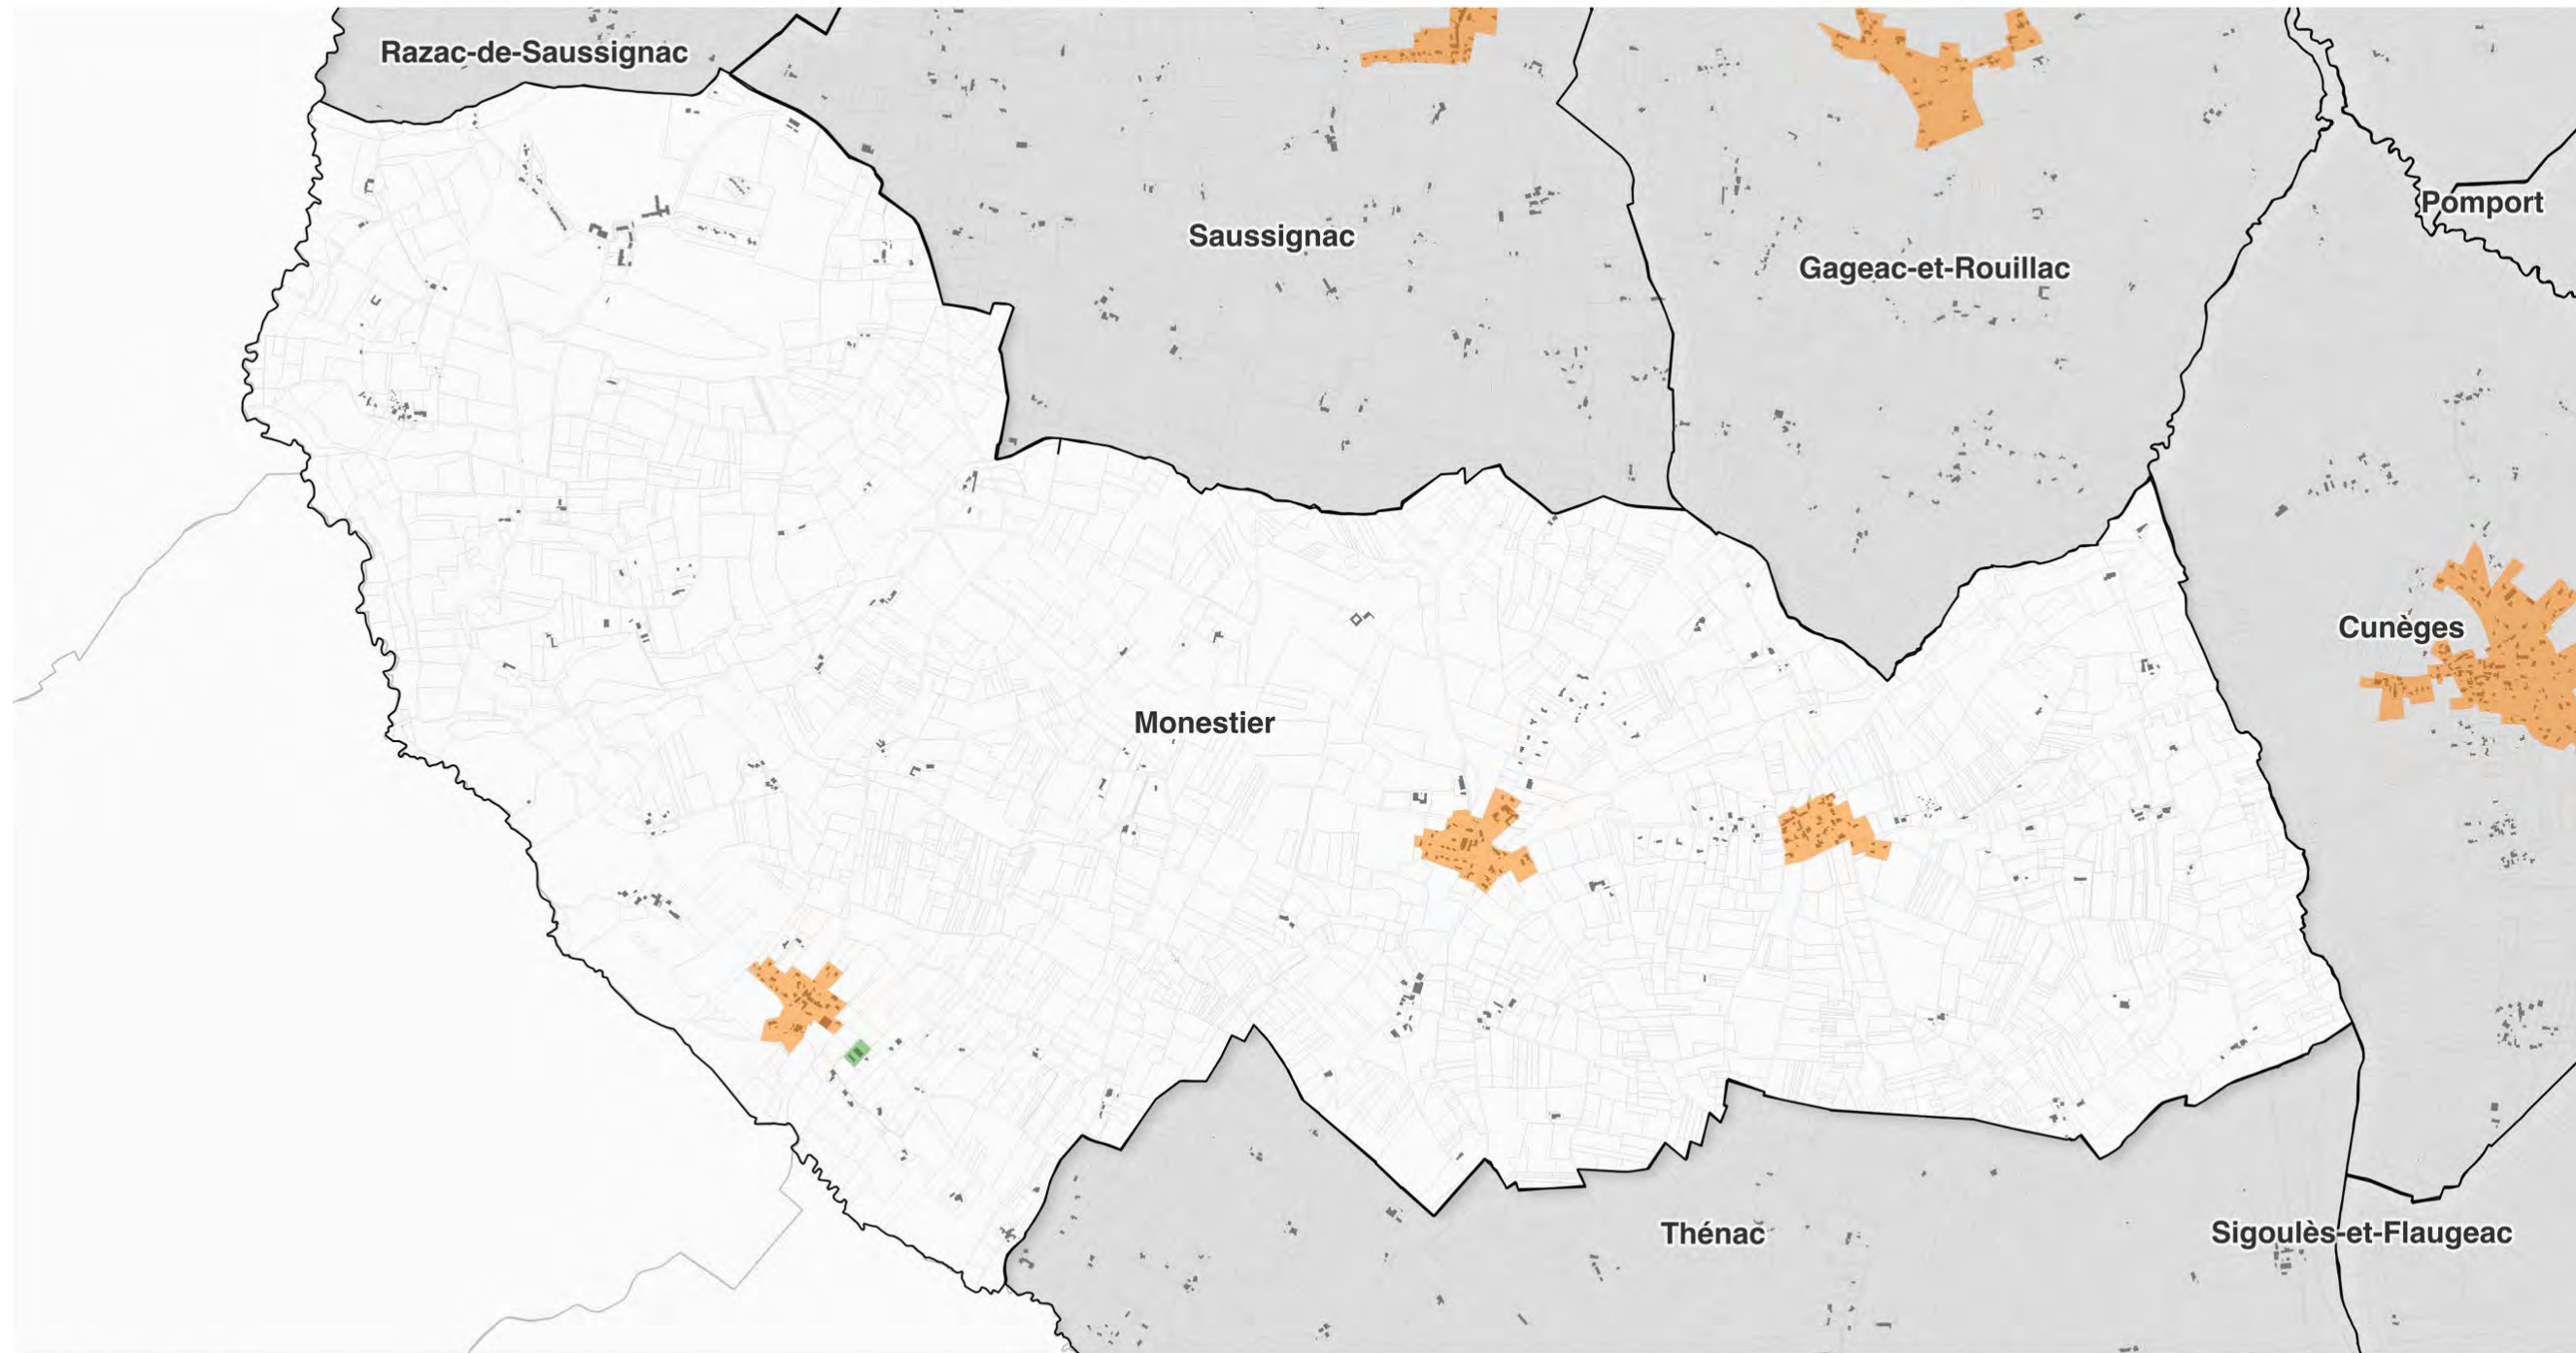 Razac-de-Saussignac
Pomport
Saussignac
Gageac-et-Rouillac
Cunèges
Monestier
Thénac
Sigoulès-et-Flaugeac